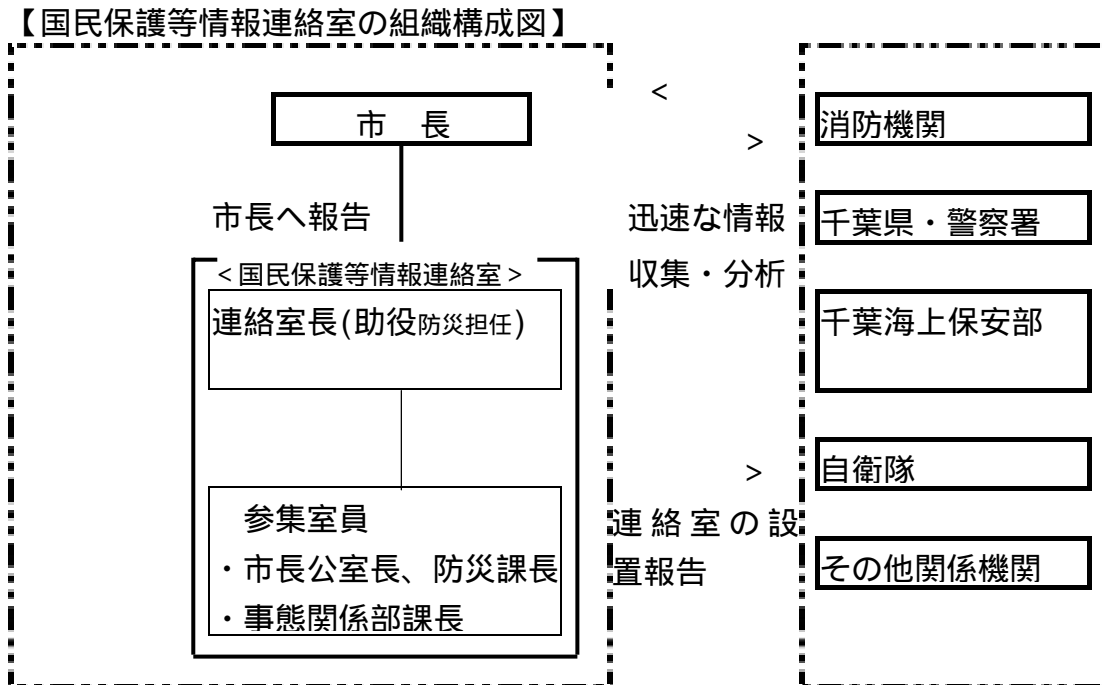 【国民保護等情報連絡室の組織構成図】
市　長
市長へ報告
<国民保護等情報連絡室>
連絡室長(助役防災担任)
参集室員
・市長公室長、防災課長
・事態関係部課長
<
>
迅速な情報
収集・分析
>
連絡室の設
置報告
消防機関
千葉県・警察署
千葉海上保安部
自衛隊
その他関係機関